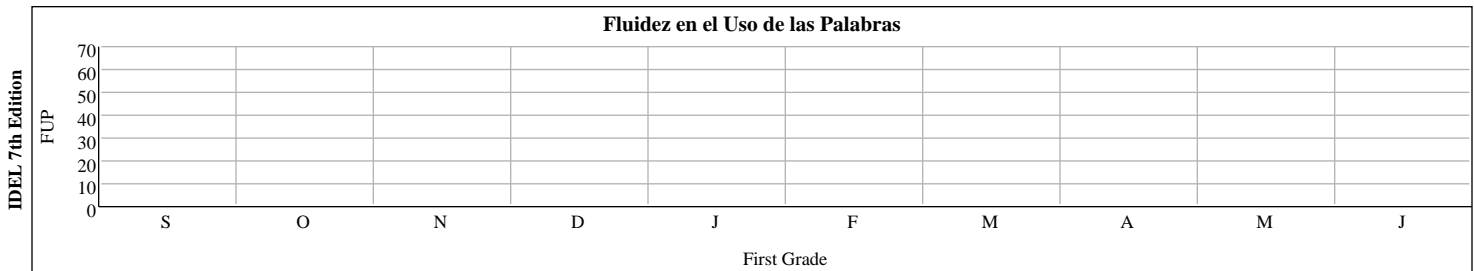 Fluidez en el Uso de las Palabras
IDEL 7th Edition
FUP
70
60
50
40
30
20
10
0
S O N D J F M A M J
First Grade